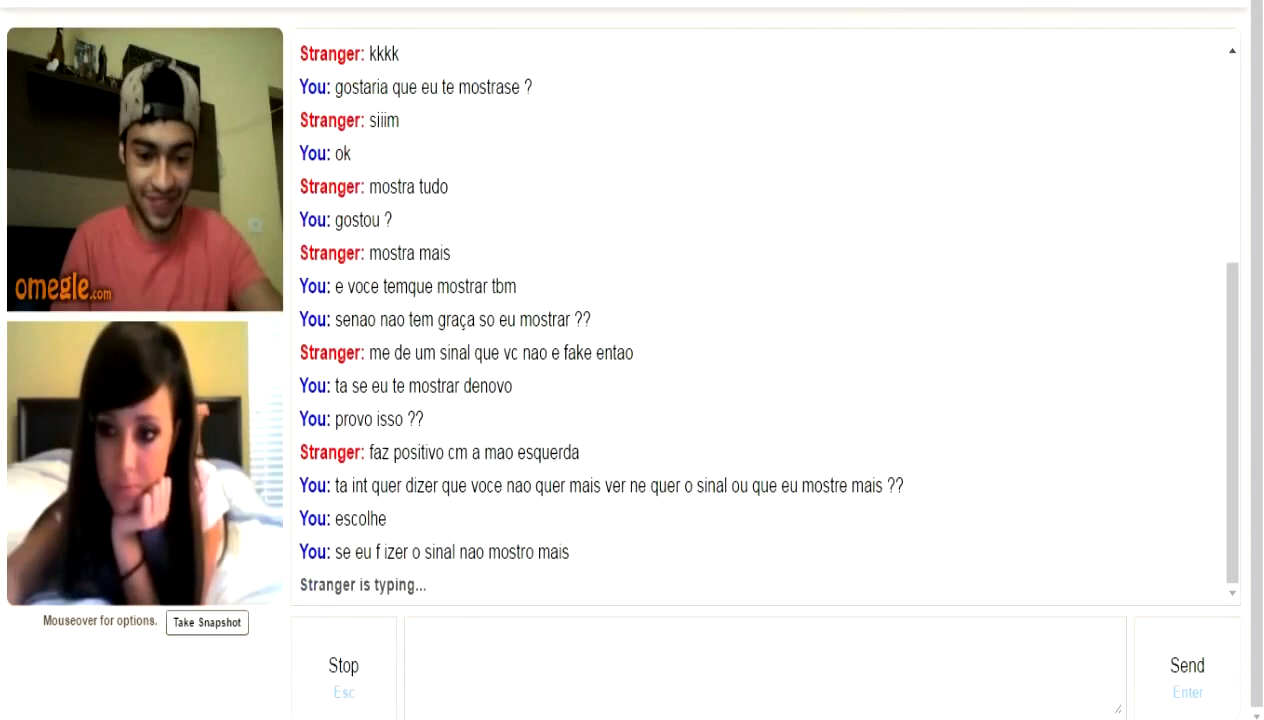 Stranger: kkkk
You: gostaria que eu te mostrase ?
Stranger: siiim
You: ok
Stranger: mostra tudo
You: gostou ?
Stranger: mostra mais
You: e voce temque mostrar tbm
You: senao nao tem graça so eu mostrar ??
Stranger: me de um sinal que vc nao e fake entao
You: ta se eu te mostrar denovo
You: provo isso ??
Stranger: faz positivo cm a mao esquerda
You: ta int quer dizer que voce nao quer mais ver ne quer o sinal ou que eu mostre mais ??
You: escolhe
You: se eu f izer o sinal nao mostro mais
Stranger is typing...
omegle.com
Mouseover for options. Take Snapshot
Stop
Esc
Send
Enter